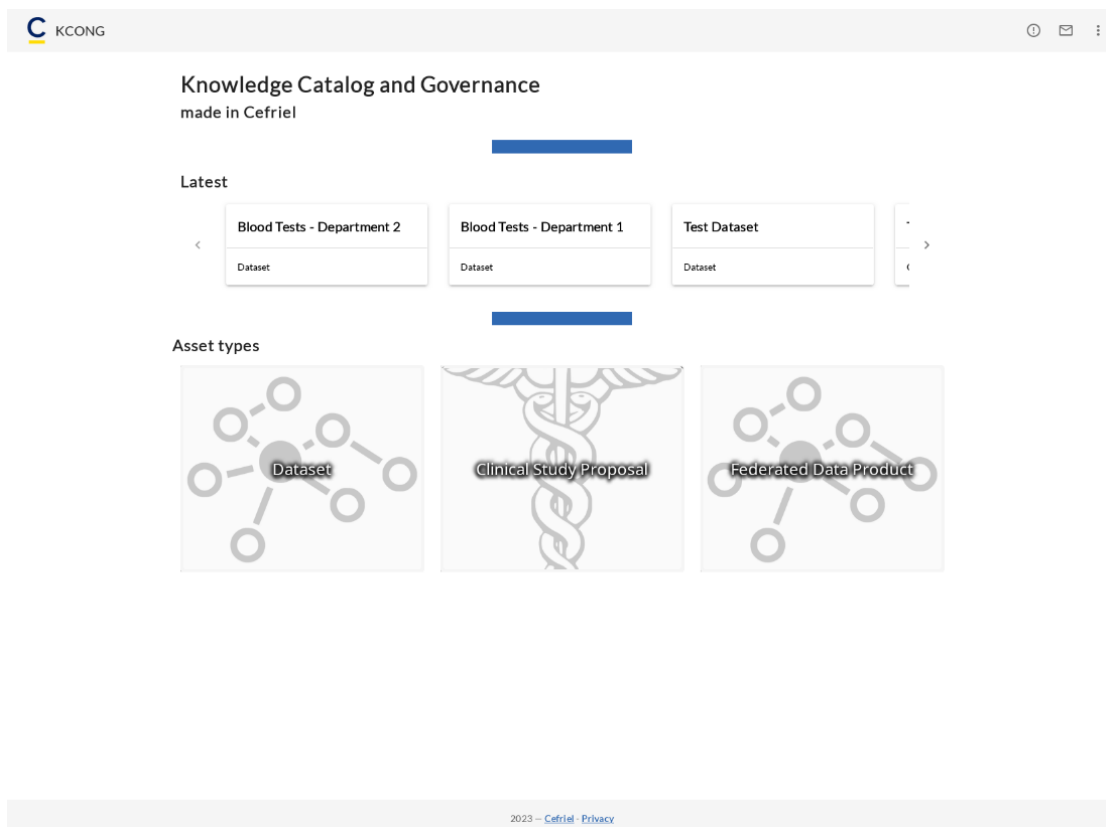 C KCONG
Knowledge Catalog and Governance
made in Cefriel
Latest
Blood Tests - Department 2
Dataset
Blood Tests - Department 1
Dataset
Test Dataset
Dataset
Asset types
Dataset
Clinical Study Proposal
Federated Data Product
2023 — Cefriel - Privacy